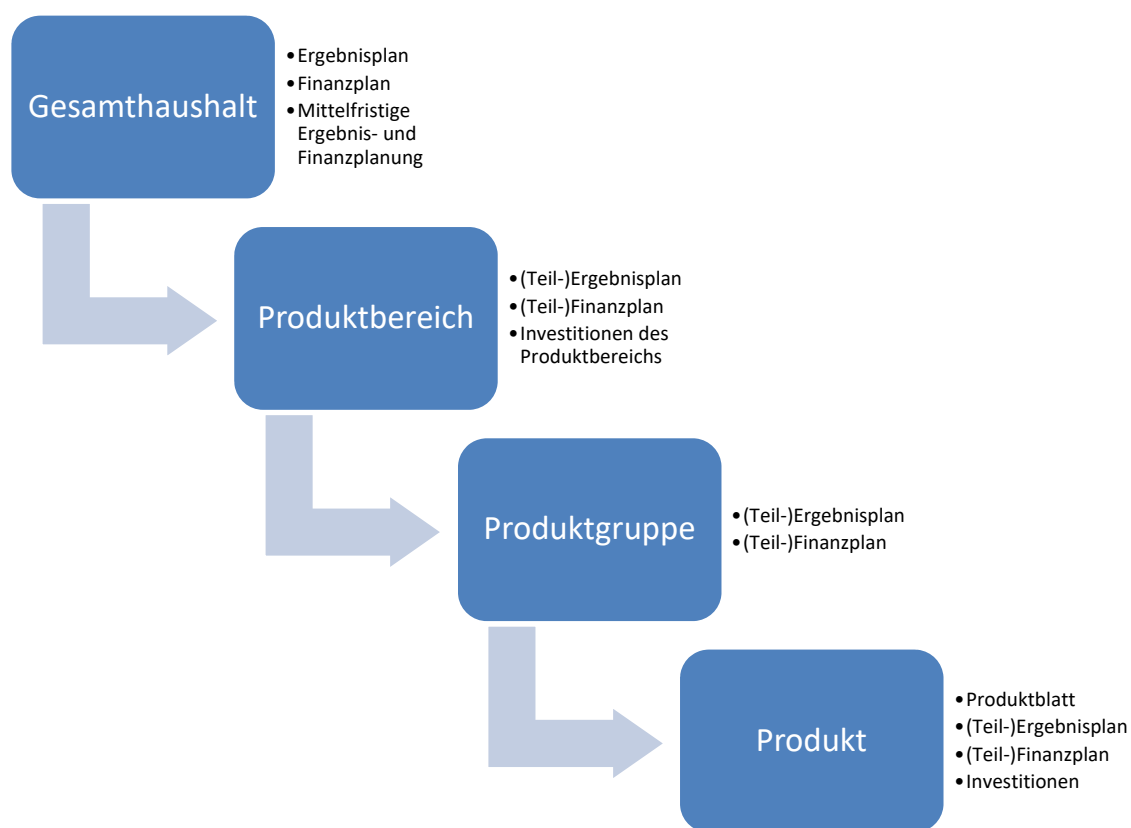 Gesamthaushalt
•Ergebnisplan
•Finanzplan
•Mittelfristige
Ergebnis- und
Finanzplanung
Produktbereich
•(Teil-)Ergebnisplan
•(Teil-)Finanzplan
•Investitionen des
Produktbereichs
Produktgruppe
•(Teil-)Ergebnisplan
•(Teil-)Finanzplan
Produkt
•Produktblatt
•(Teil-)Ergebnisplan
•(Teil-)Finanzplan
•Investitionen